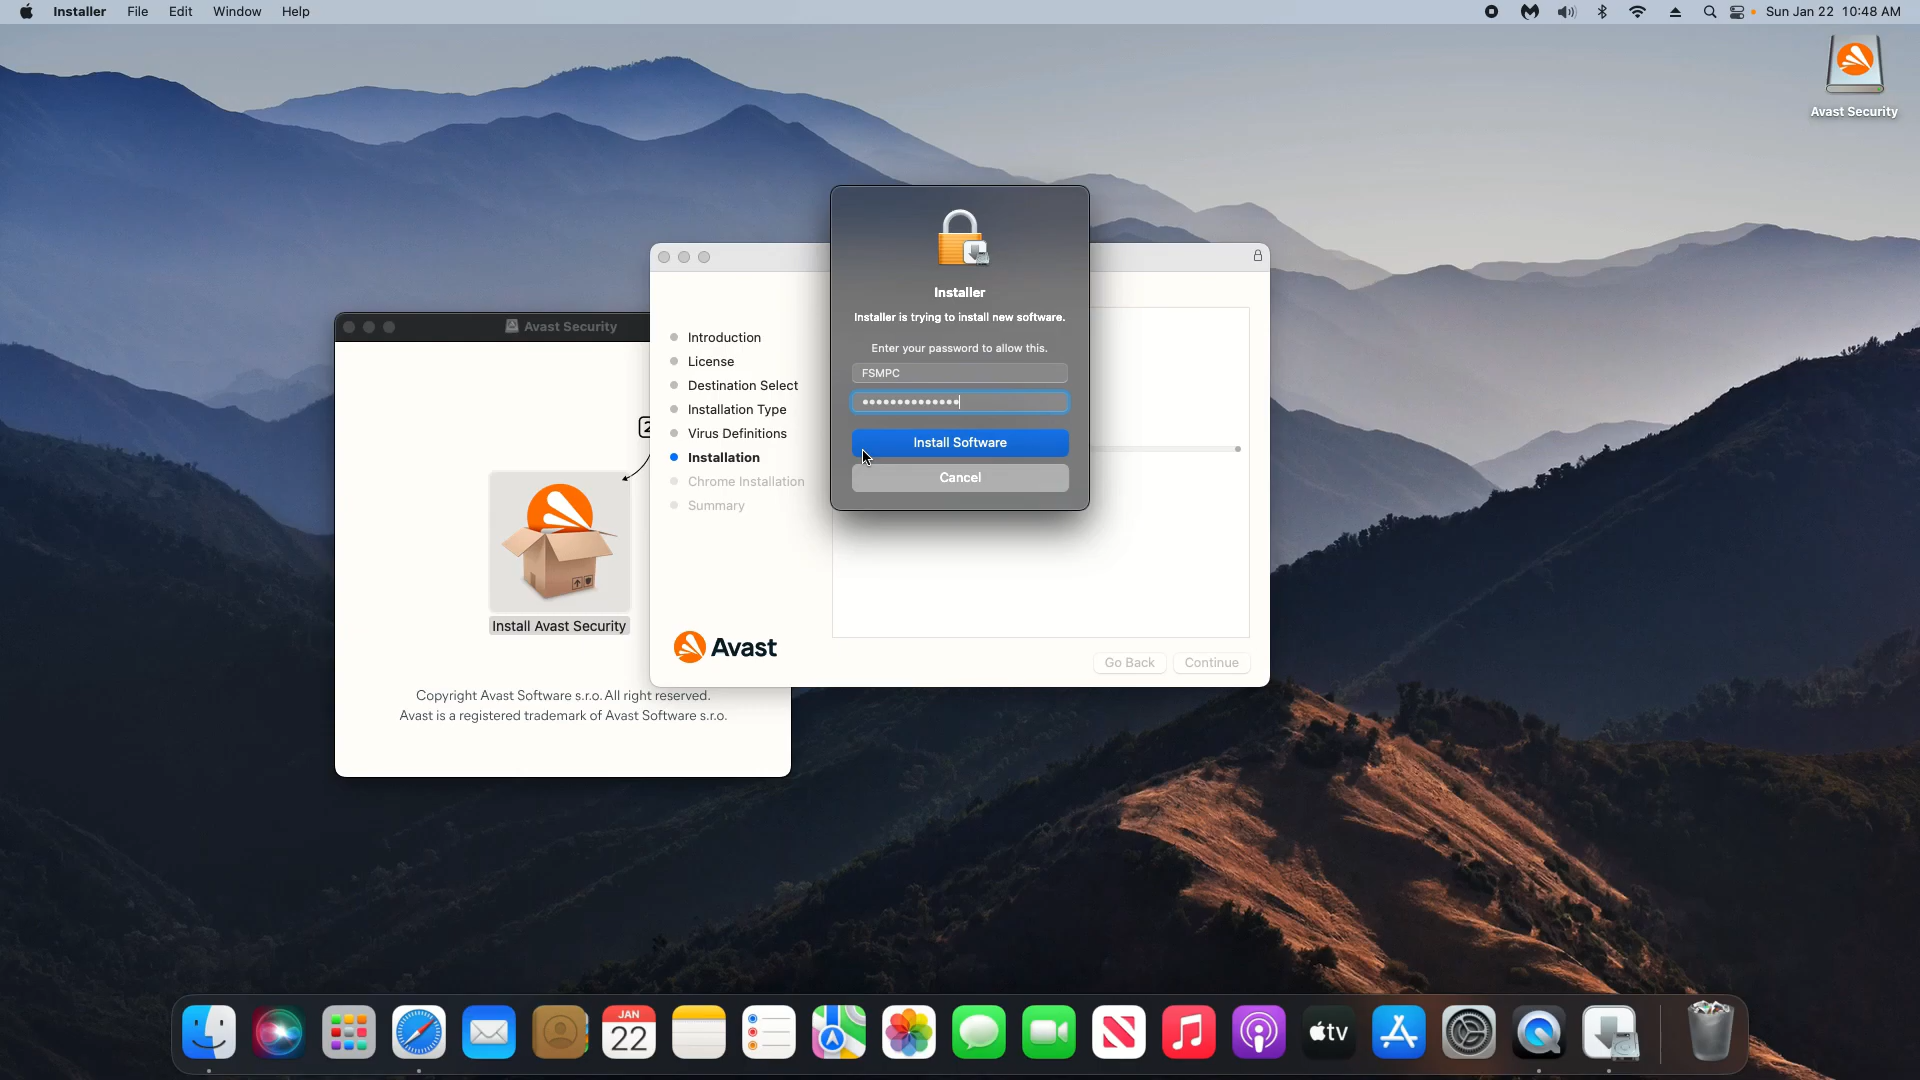 Installer File Edit Window Help
Sun Jan 22 10:48 AM
Avast Security
Installer
Installer is trying to install new software.
Enter your password to allow this.
FSMPC
••••••••••••••
Install Software
Cancel
Introduction
License
Destination Select
Installation Type
Virus Definitions
Installation
Chrome Installation
Summary
Avast
Go Back Continue
Avast Security
2
Install Avast Security
Copyright Avast Software s.r.o. All right reserved.
Avast is a registered trademark of Avast Software s.r.o.
JAN
22
tv